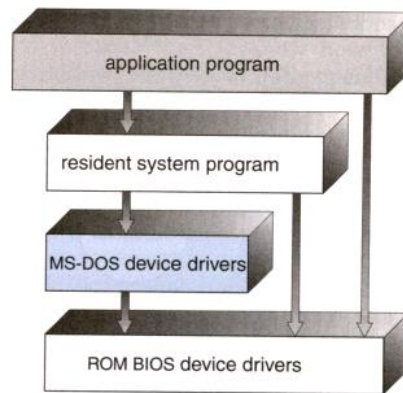 application program
resident system program
MS-DOS device drivers
ROM BIOS device drivers